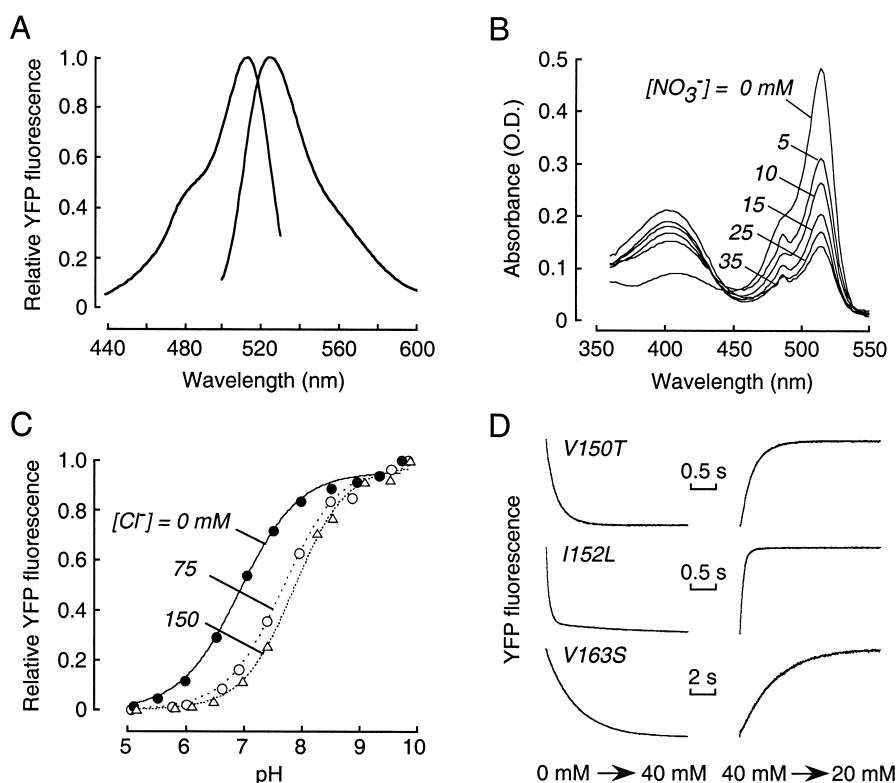 A
Relative YFP fluorescence
1.0
0.8
0.6
0.4
0.2
0
440 480 520 560 600
Wavelength (nm)
B
Absorbance (O.D.)
0.5
0.4
0.3
0.2
0.1
0
[NO3-] = 0 mM
5
10
15
25
35
350 400 450 500 550
Wavelength (nm)
C
Relative YFP fluorescence
1.0
0.8
0.6
0.4
0.2
0
[Cl-] = 0 mM
75
150
5 6 7 8 9 10
pH
D
YFP fluorescence
V150T
0.5 s
I152L
0.5 s
V163S
2 s
0 mM → 40 mM 40 mM → 20 mM